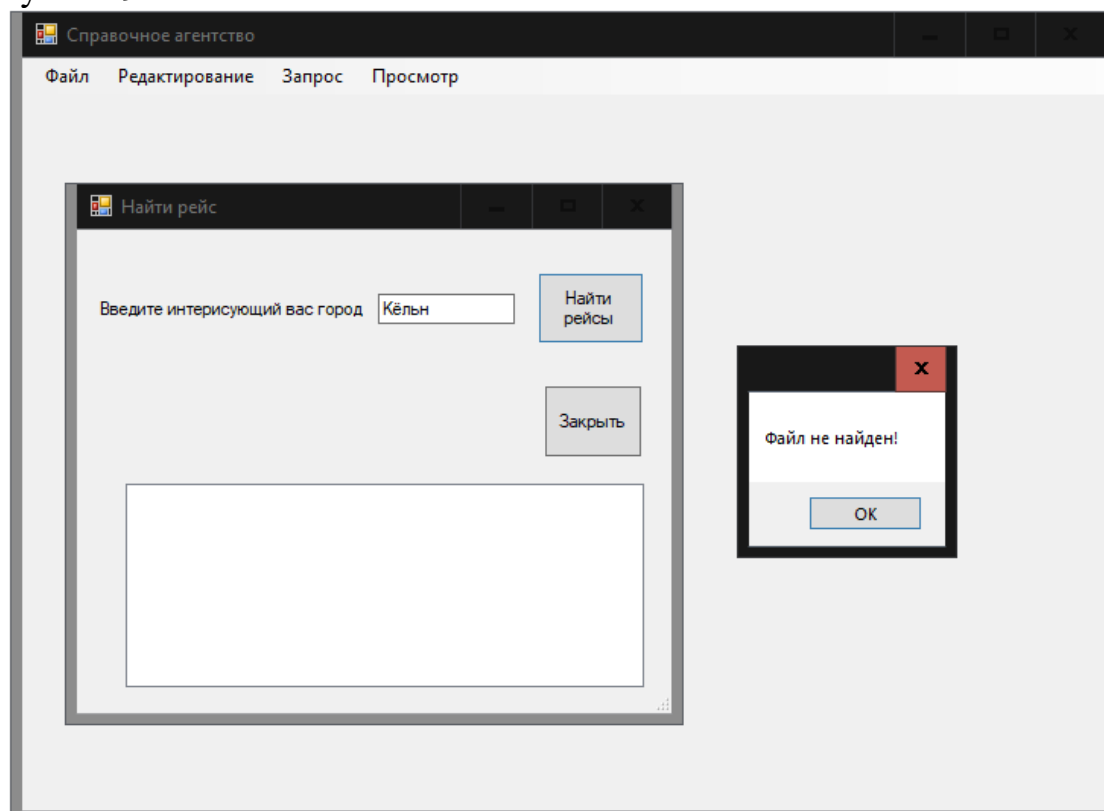 Справочное агентство
Файл Редактирование Запрос Просмотр
Найти рейс
Введите интерисующий вас город Кёльн
Найти
рейсы
Закрыть
Файл не найден!
ОК